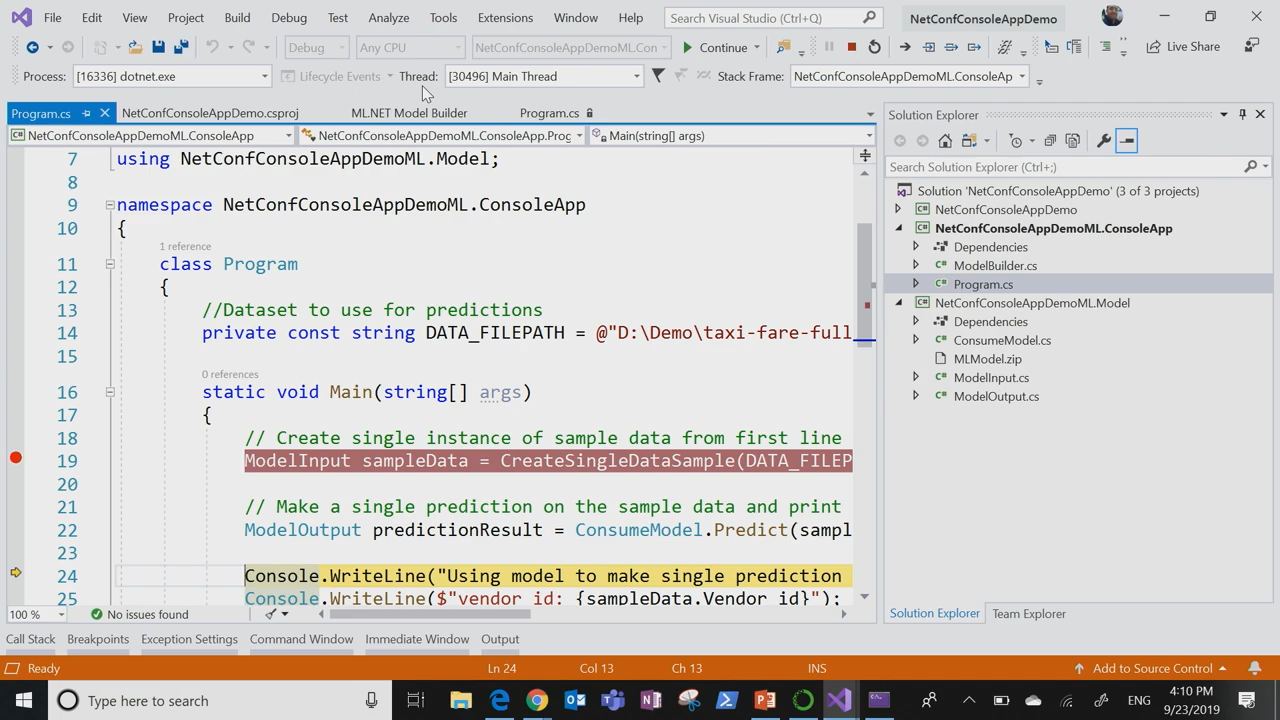 File Edit View Project Build Debug Test Analyze Tools Extensions Window Help Search Visual Studio (Ctrl+Q) NetConfConsoleAppDemo
Debug Any CPU NetConfConsoleAppDemoML.Con Continue Live Share
Process: [16336] dotnet.exe Lifecycle Events Thread: [30496] Main Thread Stack Frame: NetConfConsoleAppDemoML.ConsoleAp
Program.cs NetConfConsoleAppDemo.csproj ML.NET Model Builder Program.cs
NetConfConsoleAppDemoML.ConsoleApp NetConfConsoleAppDemoML.ConsoleApp.Prog Main(string[] args)
7 using NetConfConsoleAppDemoML.Model;
8
9 namespace NetConfConsoleAppDemoML.ConsoleApp
10 {
1 reference
11 class Program
12 {
13 //Dataset to use for predictions
14 private const string DATA_FILEPATH = @"D:\Demo\taxi-fare-full
15
0 references
16 static void Main(string[] args)
17 {
18 // Create single instance of sample data from first line
19 ModelInput sampleData = CreateSingleDataSample(DATA_FILEP
20
21 // Make a single prediction on the sample data and print
22 ModelOutput predictionResult = ConsumeModel.Predict(sampl
23
24 Console.WriteLine("Using model to make single prediction
25 Console.WriteLine($"vendor_id: {sampleData.Vendor_id}");
100 % No issues found
Solution Explorer
Search Solution Explorer (Ctrl+;)
Solution 'NetConfConsoleAppDemo' (3 of 3 projects)
NetConfConsoleAppDemo
NetConfConsoleAppDemoML.ConsoleApp
Dependencies
ModelBuilder.cs
Program.cs
NetConfConsoleAppDemoML.Model
Dependencies
ConsumeModel.cs
MLModel.zip
ModelInput.cs
ModelOutput.cs
Solution Explorer Team Explorer
Call Stack Breakpoints Exception Settings Command Window Immediate Window Output
Ready Ln 24 Col 13 Ch 13 INS Add to Source Control
Type here to search ENG 4:10 PM
9/23/2019